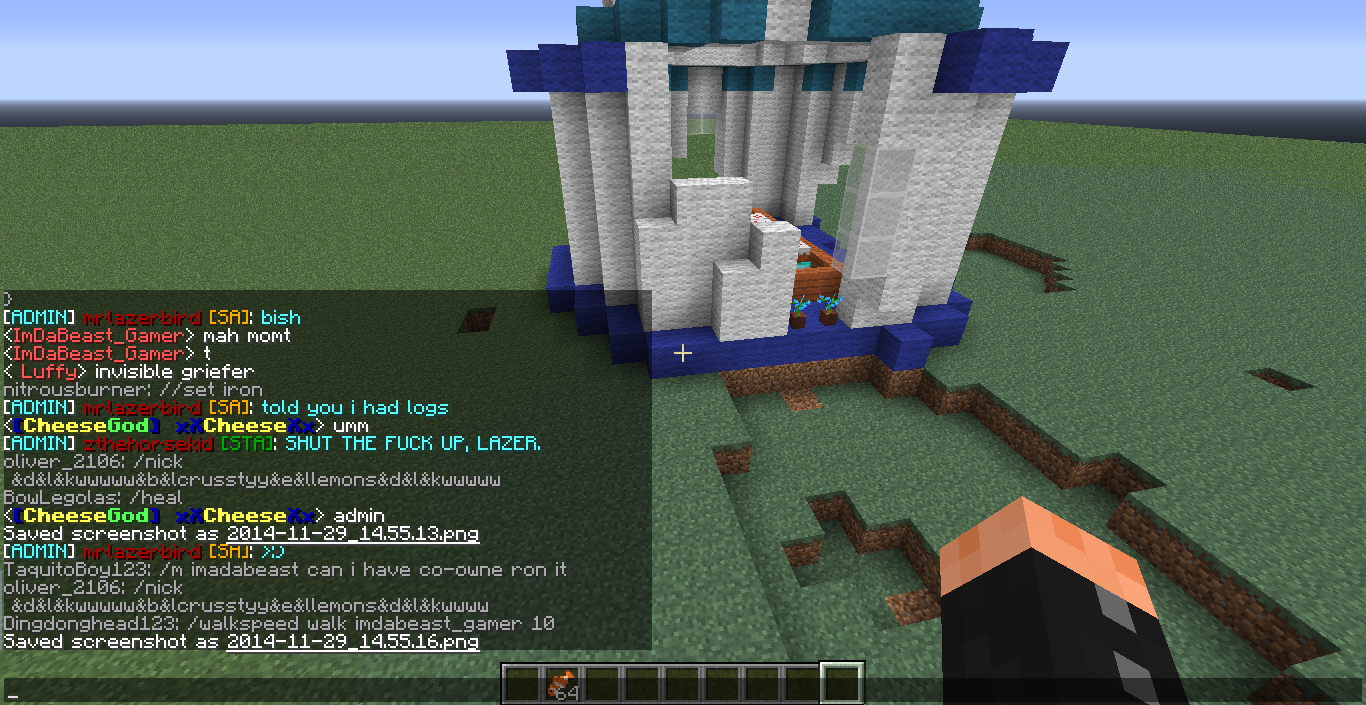 }
[ADMIN] mrlazerbird [SA]: bish
<ImDaBeast_Gamer> mah momt
<ImDaBeast_Gamer> t
< Luffy> invisible griefer
nitrousburner: //set iron
[ADMIN] mrlazerbird [SA]: told you i had logs
<[CheeseGod] xXCheeseXx> umm
[ADMIN] zthehorsekid [STA]: SHUT THE FUCK UP, LAZER.
oliver_2106: /nick
&d&l&kwwwwww&b&lcrusstyy&e&llemons&d&l&kwwwww
BowLegolas: /heal
<[CheeseGod] xXCheeseXx> admin
Saved screenshot as 2014-11-29_14.55.13.png
[ADMIN] mrlazerbird [SA]: >:)
TaquitoBoy123: /m imadabeast can i have co-owne ron it
oliver_2106: /nick
&d&l&kwwwwww&b&lcrusstyy&e&llemons&d&l&kwwww
Dingdonghead123: /walkspeed walk imdabeast_gamer 10
Saved screenshot as 2014-11-29_14.55.16.png
64
_